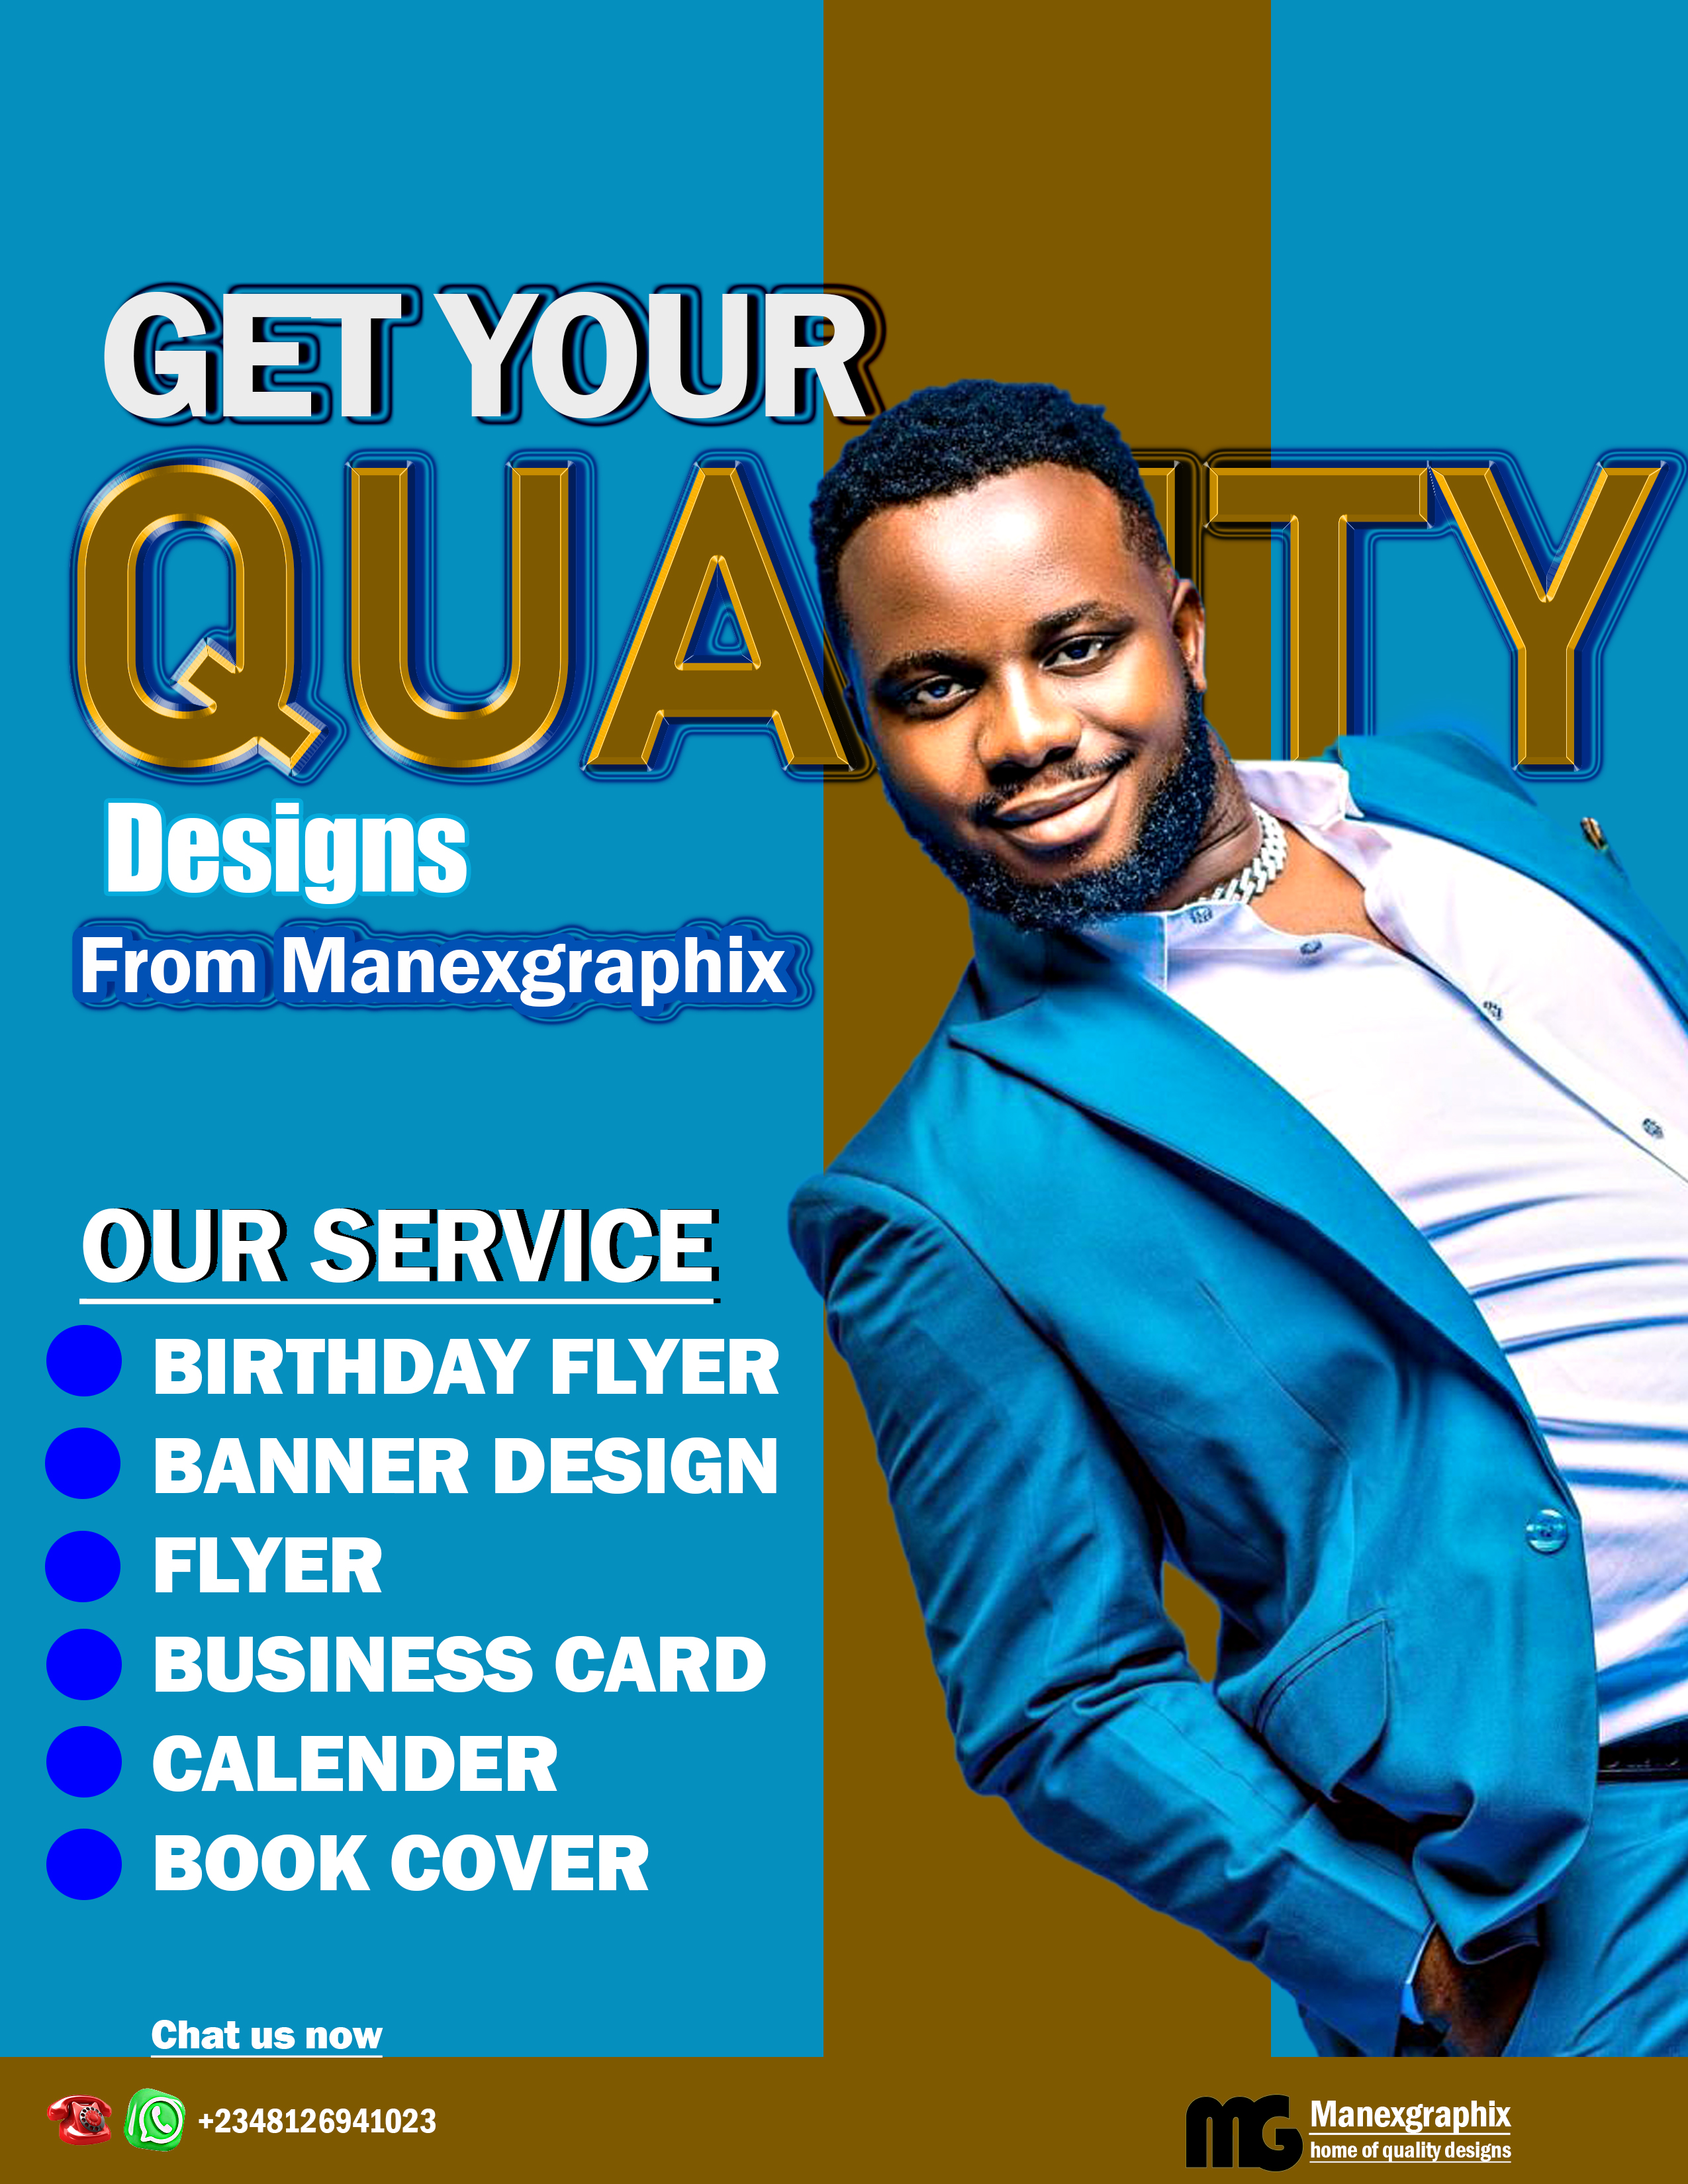 GET YOUR
QUALITY
Designs
From Manexgraphix
OUR SERVICE
BIRTHDAY FLYER
BANNER DESIGN
FLYER
BUSINESS CARD
CALENDER
BOOK COVER
Chat us now
+2348126941023
MG
Manexgraphix
home of quality designs